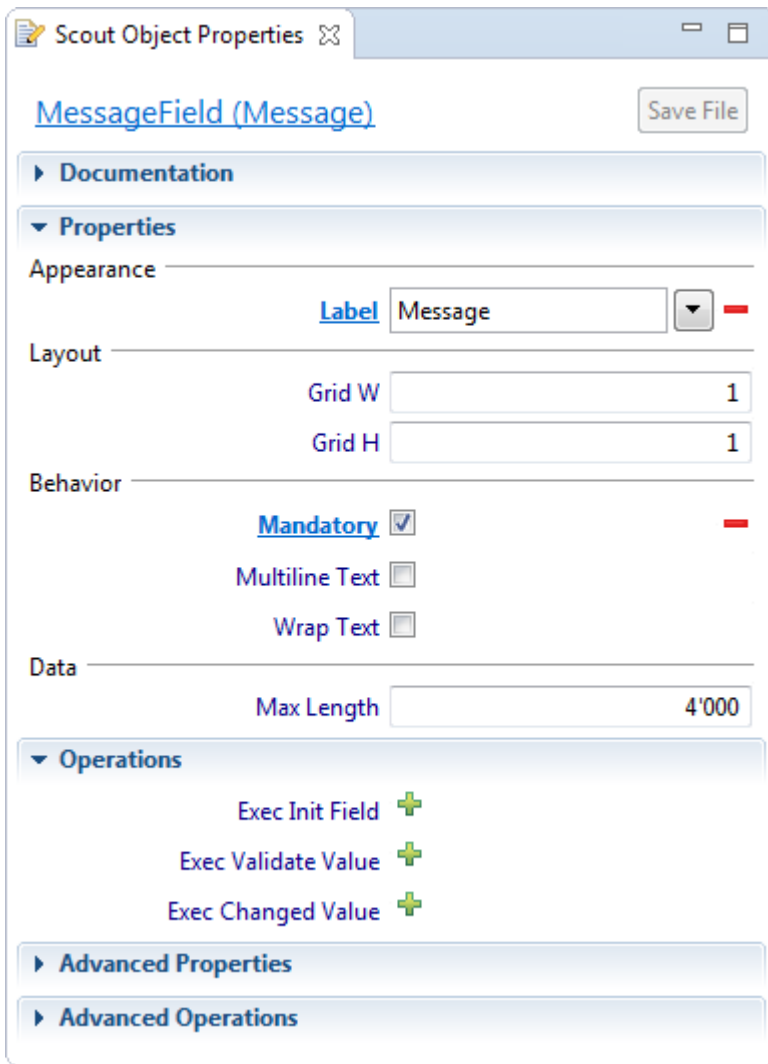 Scout Object Properties
MessageField (Message) Save File
Documentation
Properties
Appearance
Label Message
Layout
Grid W 1
Grid H 1
Behavior
Mandatory
Multiline Text
Wrap Text
Data
Max Length 4'000
Operations
Exec Init Field
Exec Validate Value
Exec Changed Value
Advanced Properties
Advanced Operations